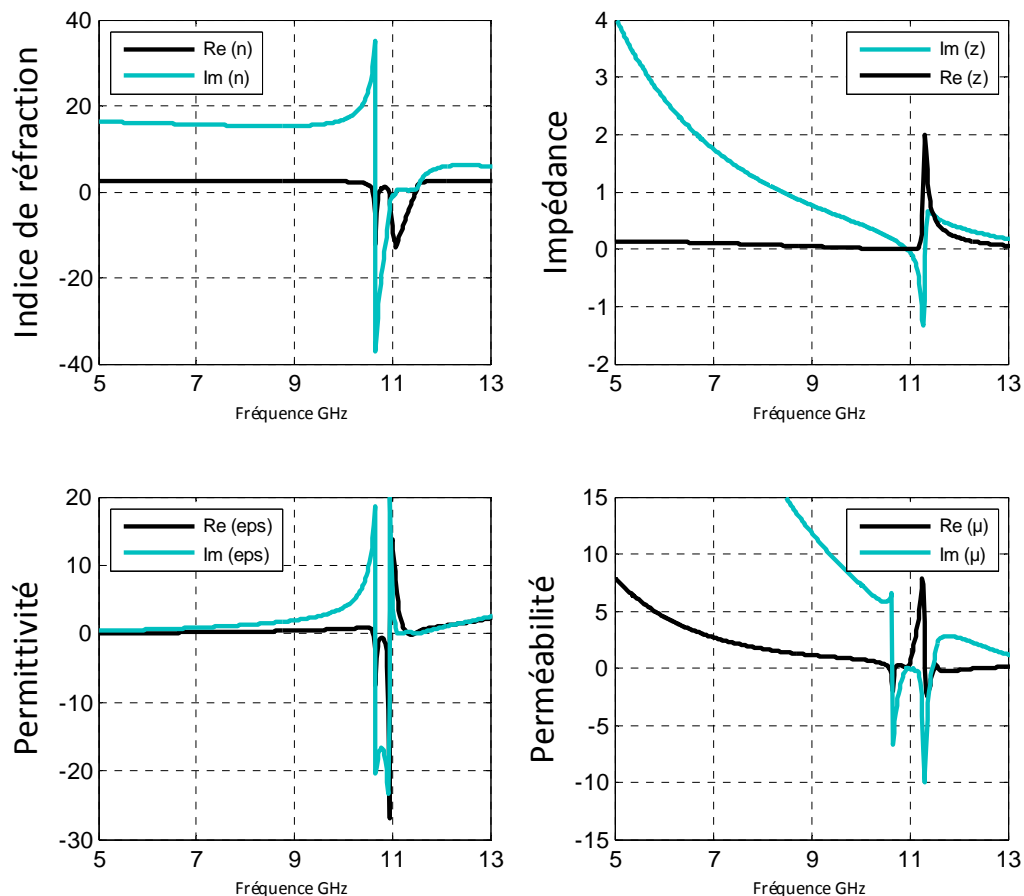 Indice de réfraction
40
20
0
-20
-40
Re (n)
Im (n)
5
7
9
11
13
Fréquence GHz
Impédance
4
3
2
1
0
-1
-2
Im (z)
Re (z)
5
7
9
11
13
Fréquence GHz
Permittivité
20
10
0
-10
-20
-30
Re (eps)
Im (eps)
5
7
9
11
13
Fréquence GHz
Perméabilité
15
10
5
0
-5
-10
-15
Re (µ)
Im (µ)
5
7
9
11
13
Fréquence GHz